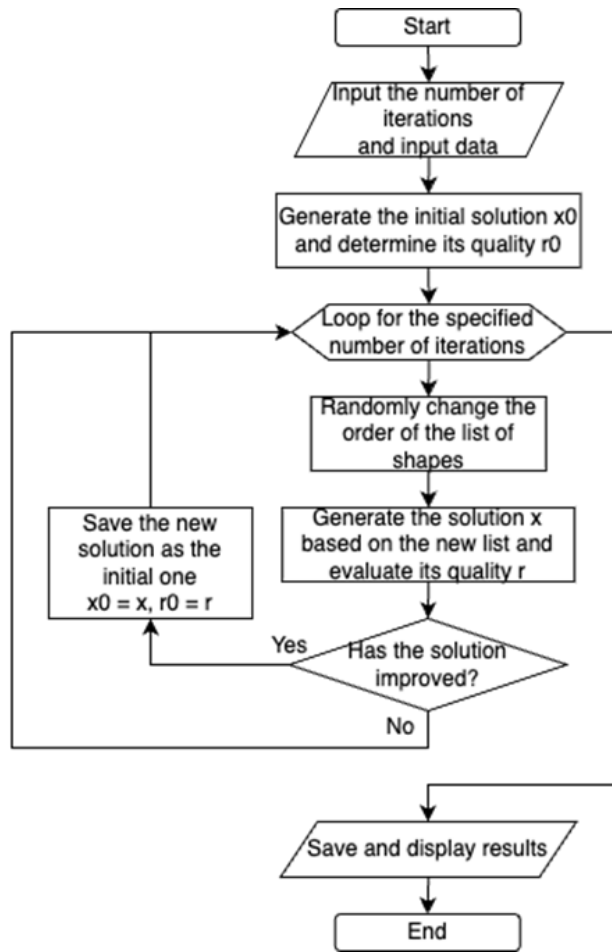 Start
Input the number of
iterations
and input data
Generate the initial solution x0
and determine its quality r0
Loop for the specified
number of iterations
Randomly change the
order of the list of
shapes
Generate the solution x
based on the new list and
evaluate its quality r
Save the new
solution as the
initial one
x0 = x, r0 = r
Yes
Has the solution
improved?
No
Save and display results
End